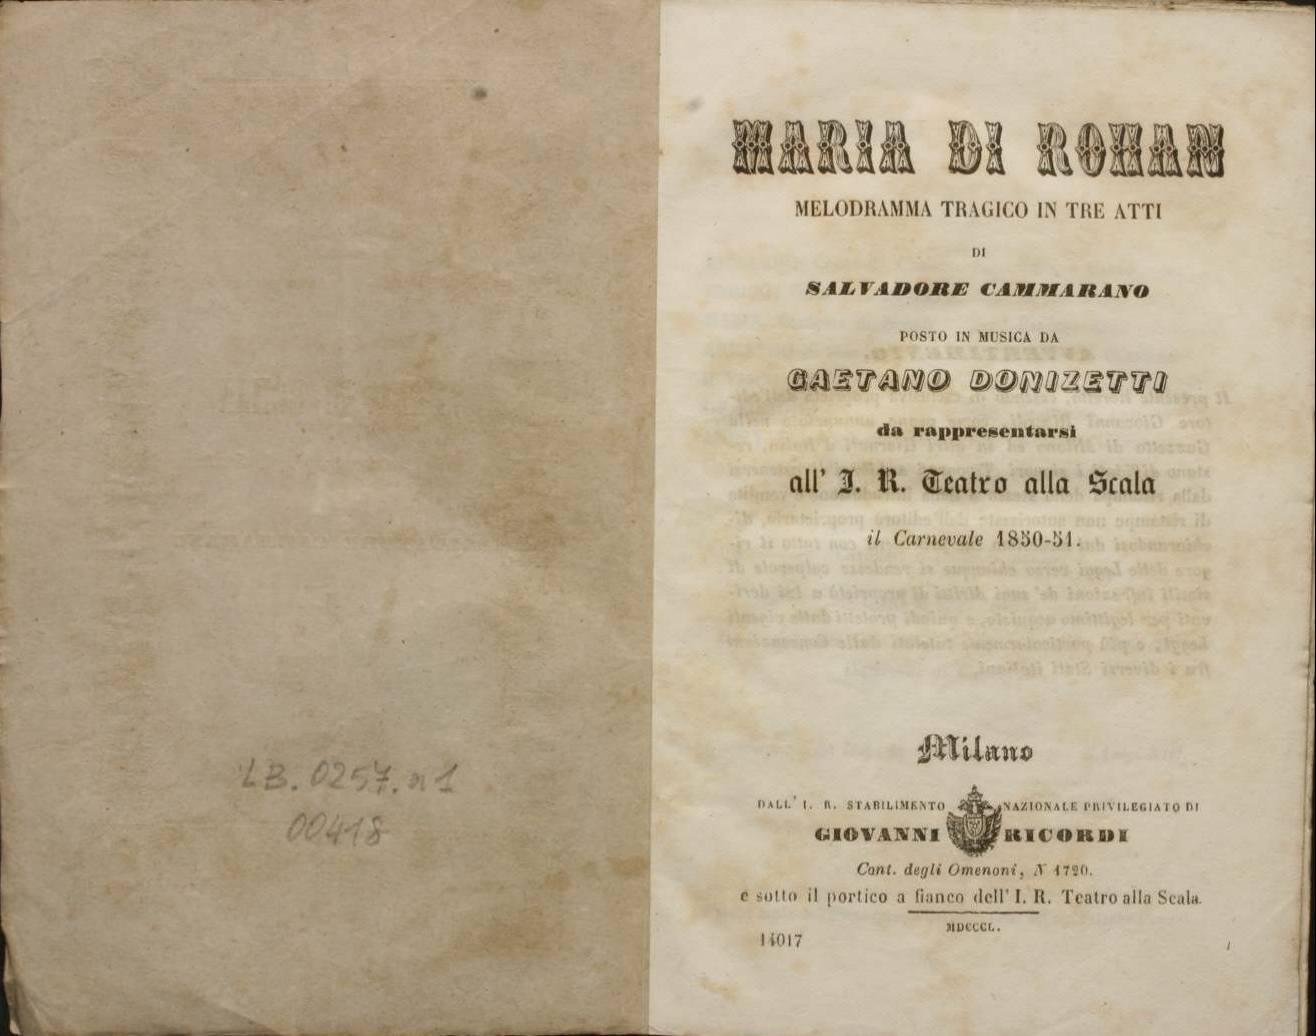 LB. 0257. a 1
00418
MARIA DI ROHAN
MELODRAMMA TRAGICO IN TRE ATTI
DI
SALVADORE CAMMARANO
POSTO IN MUSICA DA
GAETANO DONIZETTI
da rappresentarsi
all' I. R. Teatro alla Scala
il Carnevale 1850-51.
Milano
DALL' I. R. STABILIMENTO NAZIONALE PRIVILEGIATO DI
GIOVANNI RICORDI
Cont. degli Omenoni, N 1720.
e sotto il portico a fianco dell' I. R. Teatro alla Scala.
MDCCCL.
14017